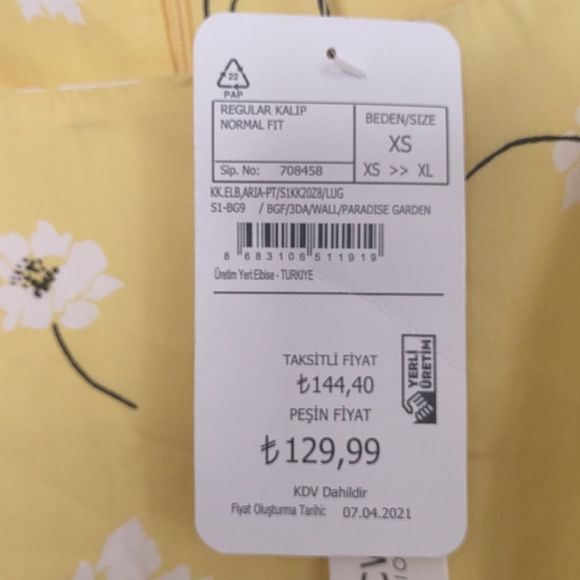 22
PAP
REGULAR KALIP
NORMAL FIT
BEDEN/SIZE
XS
Sip. No: 708458
XS >> XL
KK.ELB,ARIA-PT/S1KK20Z8/LUG
S1-BG9 / BGF/3DA/WALL/PARADISE GARDEN
8 683106 511919
Üretim Yeri:Elbise - TURKIYE
TAKSİTLİ FİYAT
₺144,40
YERLİ
ÜRETİM
PEŞİN FİYAT
₺129,99
KDV Dahildir
Fiyat Oluşturma Tarihi: 07.04.2021